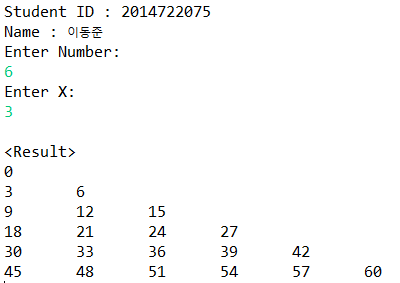 Student ID : 2014722075
Name : 이동준
Enter Number:
6
Enter X:
3
<Result>
0
3 6
9 12 15
18 21 24 27
30 33 36 39 42
45 48 51 54 57 60